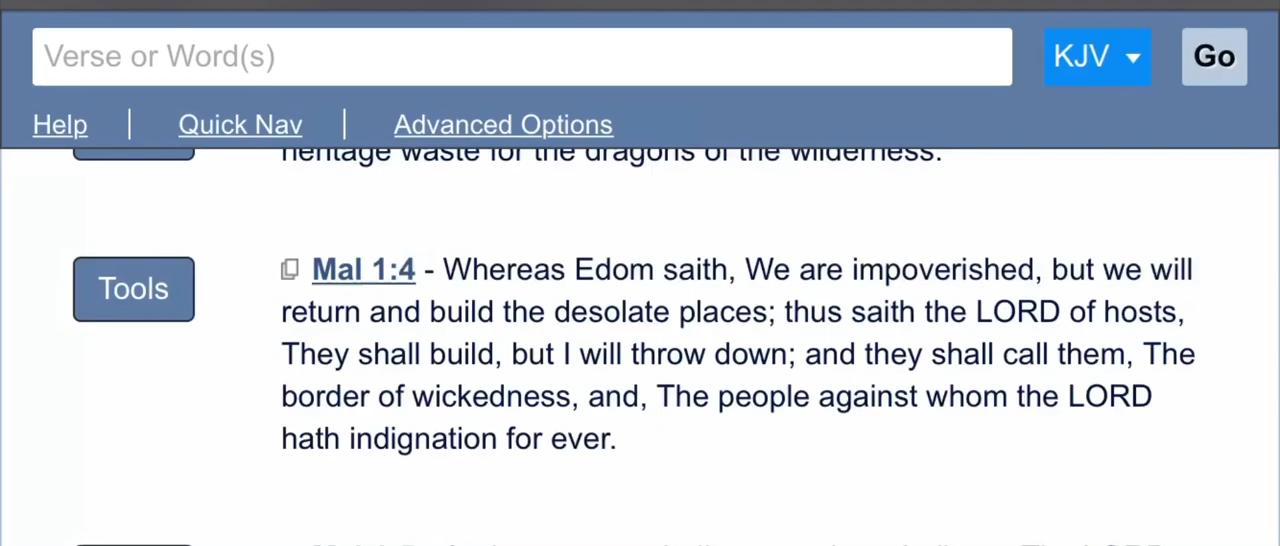 Verse or Word(s)
KJV
Go
Help
Quick Nav
Advanced Options
heritage waste for the dragons of the wilderness.
Tools
Mal 1:4 - Whereas Edom saith, We are impoverished, but we will
return and build the desolate places; thus saith the LORD of hosts,
They shall build, but I will throw down; and they shall call them, The
border of wickedness, and, The people against whom the LORD
hath indignation for ever.